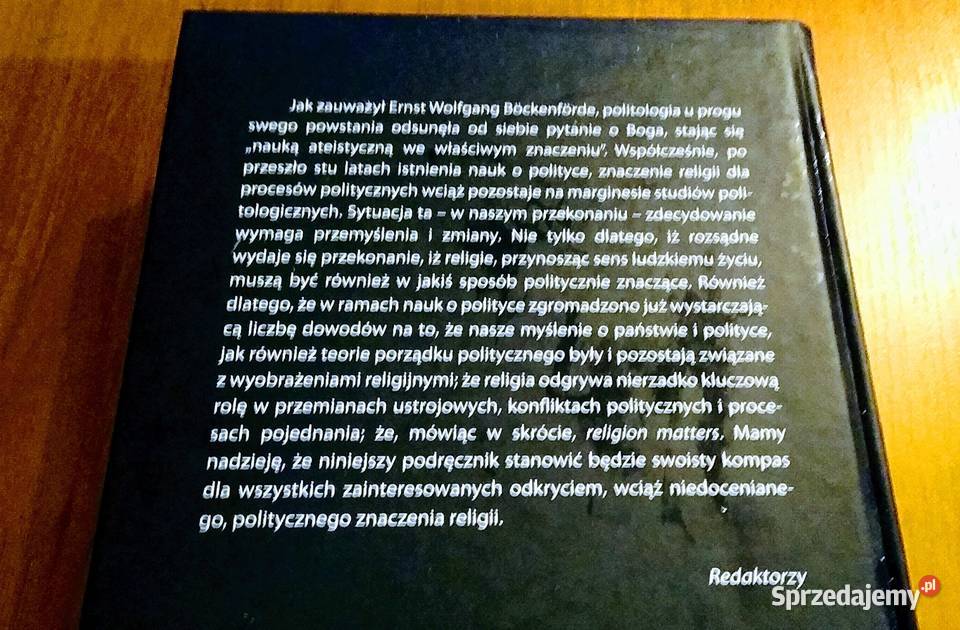 Jak zauważył Ernst Wolfgang Böckenförde, politologia u progu
swego powstania odsunęła od siebie pytanie o Boga, stając się
„nauką ateistyczną we właściwym znaczeniu”. Współcześnie, po
przeszło stu latach istnienia nauk o polityce, znaczenie religii dla
procesów politycznych wciąż pozostaje na marginesie studiów poli-
tologicznych. Sytuacja ta – w naszym przekonaniu – zdecydowanie
wymaga przemyślenia i zmiany. Nie tylko dlatego, iż rozsądne
wydaje się przekonanie, iż religie, przynosząc sens ludzkiemu życiu,
muszą być również w jakiś sposób politycznie znaczące. Również
dlatego, że w ramach nauk o polityce zgromadzono już wystarczają-
cą liczbę dowodów na to, że nasze myślenie o państwie i polityce,
jak również teorie porządku politycznego były i pozostają związane
z wyobrażeniami religijnymi; że religia odgrywa nierzadko kluczową
rolę w przemianach ustrojowych, konfliktach politycznych i proce-
sach pojednania; że, mówiąc w skrócie, religion matters. Mamy
nadzieję, że niniejszy podręcznik stanowić będzie swoisty kompas
dla wszystkich zainteresowanych odkryciem, wciąż niedoceniane-
go, politycznego znaczenia religii.
Redaktorzy
Sprzedajemy.pl